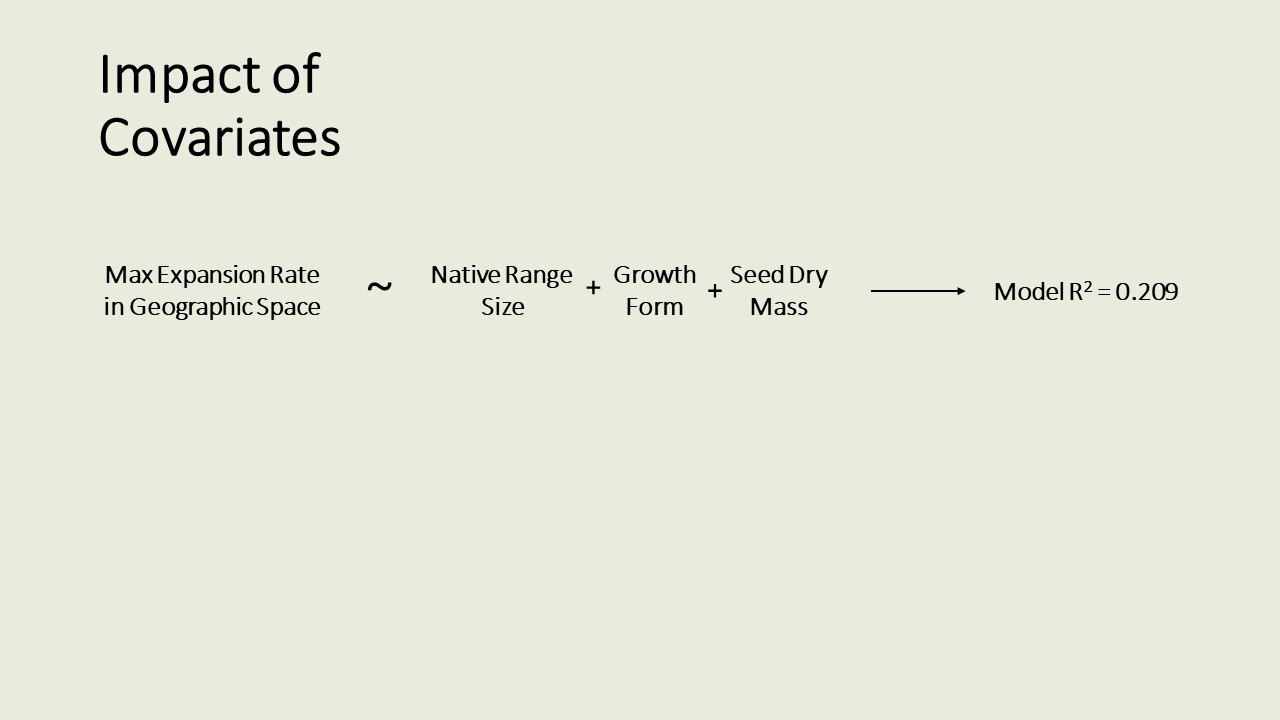 Impact of
Covariates
Max Expansion Rate
in Geographic Space
~
Native Range
Size
+
Growth
Form
+
Seed Dry
Mass
Model R² = 0.209